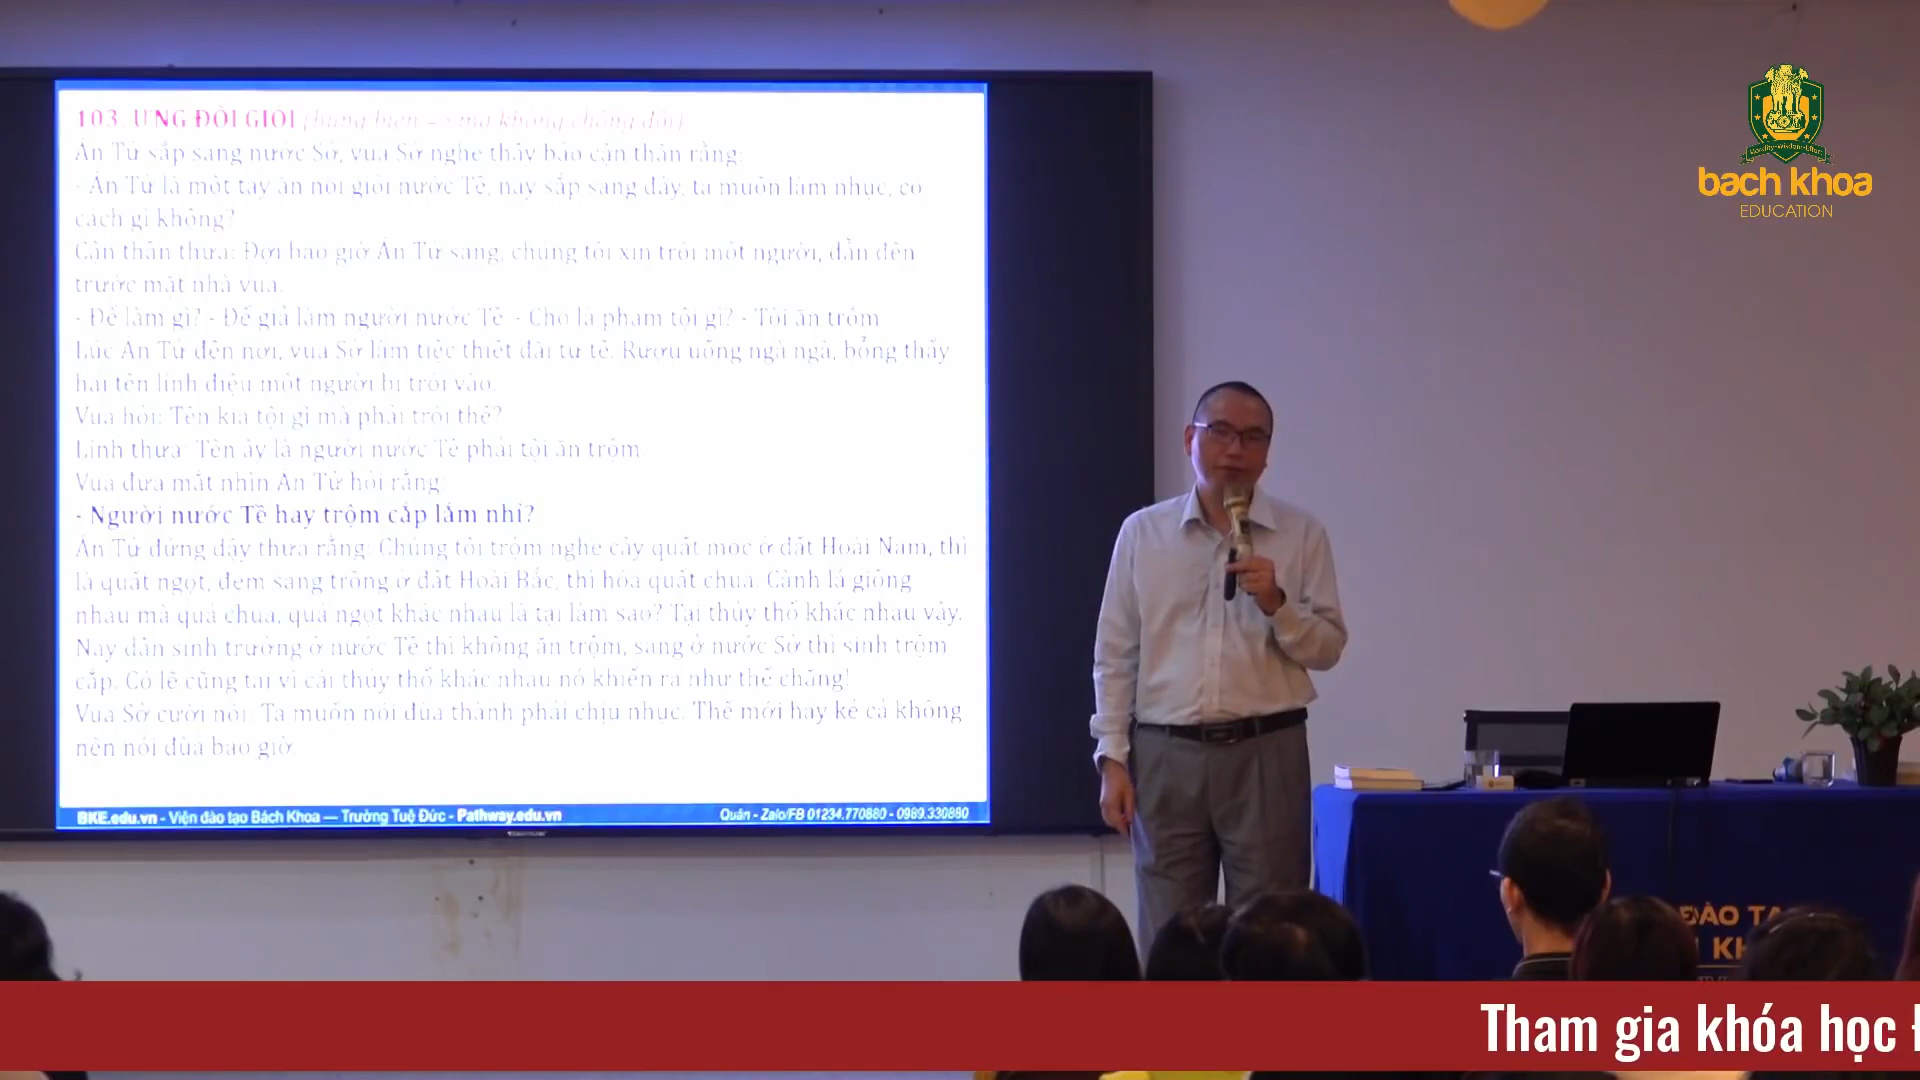 103. ỨNG ĐỐI GIỎI (hùng biện – mà không chống đối)
Án Tử sắp sang nước Sở, vua Sở nghe thấy bảo cận thần rằng:
- Án Tử là một tay ăn nói giỏi nước Tề, nay sắp sang đây, ta muốn làm nhục, có
cách gì không?
Cận thần thưa: Đợi bao giờ Án Tử sang, chúng tôi xin trói một người, dẫn đến
trước mặt nhà vua.
- Để làm gì? - Để giả làm người nước Tề - Cho là phạm tội gì? - Tội ăn trộm
Lúc Án Tử đến nơi, vua Sở làm tiệc thiết đãi tử tế. Rượu uống ngà ngà, bỗng thấy
hai tên lính điệu một người bị trói vào.
Vua hỏi: Tên kia tội gì mà phải trói thế?
Lính thưa: Tên ấy là người nước Tề phải tội ăn trộm.
Vua đưa mắt nhìn Án Tử hỏi rằng:
- Người nước Tề hay trộm cắp lắm nhỉ?
Án Tử đứng dậy thưa rằng: Chúng tôi trộm nghe cây quất mọc ở đất Hoài Nam, thì
là quất ngọt, đem sang trồng ở đất Hoài Bắc, thì hóa quất chua. Cành lá giống
nhau mà quả chua, quả ngọt khác nhau là tại làm sao? Tại thủy thổ khác nhau vậy.
Nay dân sinh trưởng ở nước Tề thì không ăn trộm, sang ở nước Sở thì sinh trộm
cắp. Có lẽ cũng tại vì cái thủy thổ khác nhau nó khiến ra như thế chăng!
Vua Sở cười nói: Ta muốn nói đùa thành phải chịu nhục. Thế mới hay kẻ cả không
nên nói đùa bao giờ.
BKE.edu.vn - Viện đào tạo Bách Khoa — Trường Tuệ Đức - Pathway.edu.vn
Quân - Zalo/FB 01234.770880 - 0989.330880
Morality-Wisdom-Effort
bach khoa
EDUCATION
ĐÀO TẠ
KH
Tham gia khóa học